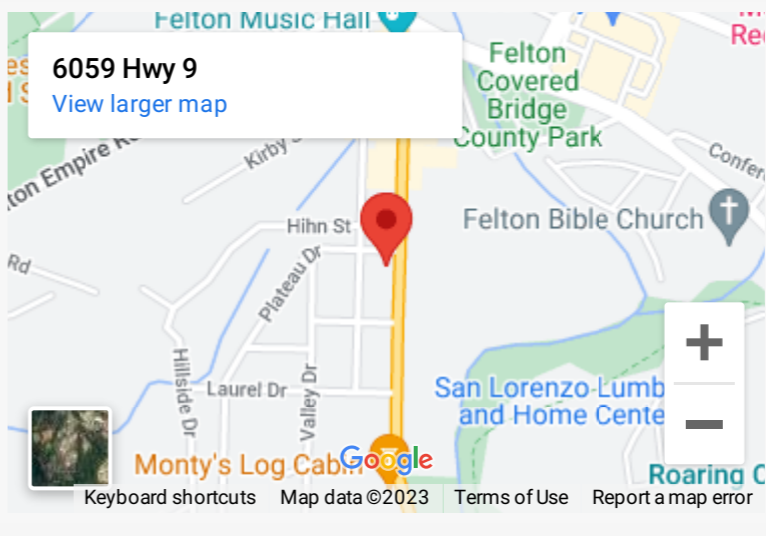 Felton Music Hall
6059 Hwy 9
View larger map
Felton
Covered
Bridge
County Park
Kirby
Hihn St
Felton Bible Church
Rd
Plateau Dr
Hillside Dr
Laurel Dr
Valley Dr
San Lorenzo Lumb
and Home Cente
+
−
Monty's Log Cabin
Google
Roaring C
Keyboard shortcuts
Map data ©2023
Terms of Use
Report a map error